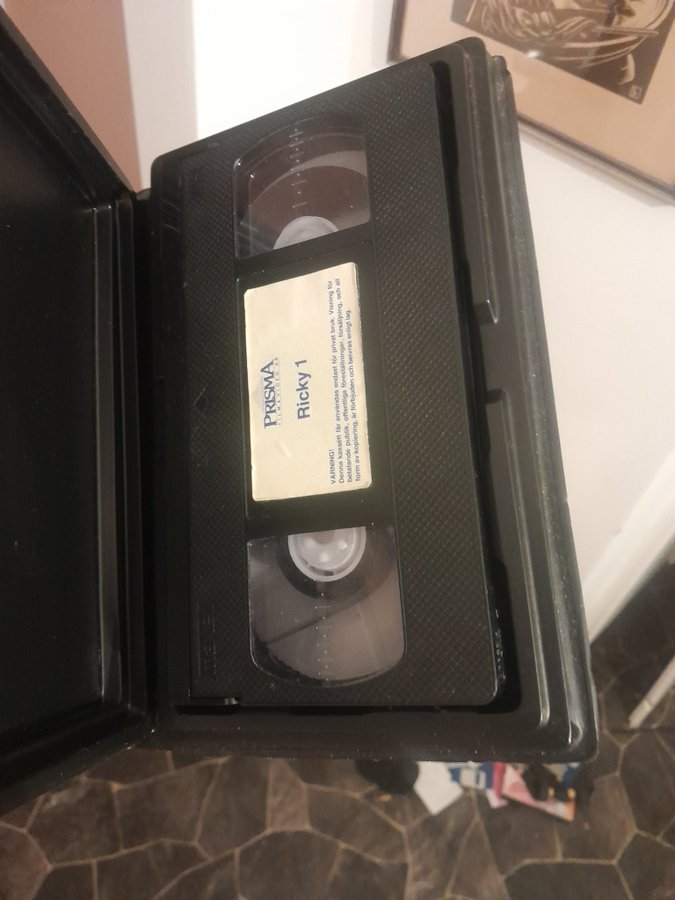 PRISMA
Ricky 1
VARNING!
Denna kassett får användas endast för privat bruk. Visning för
betalande publik, offentliga föreställningar, försäljning, och all
form av kopiering, är förbjuden och beivras enligt lag.
VHS